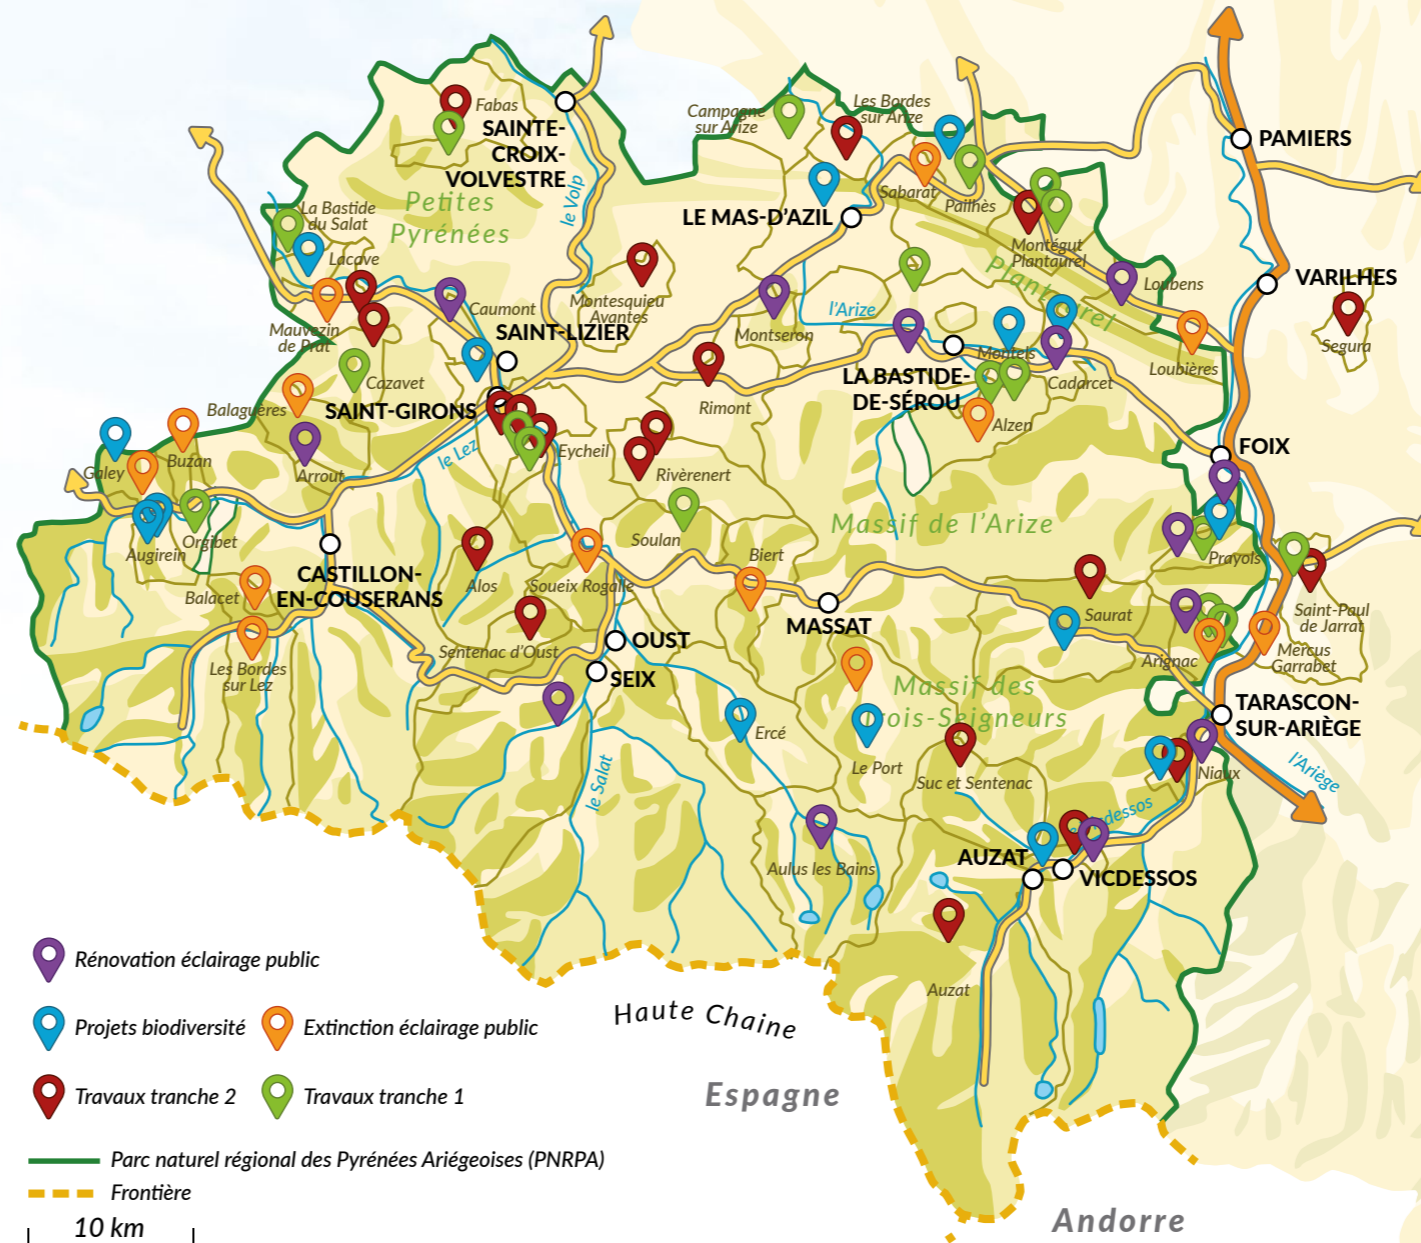 Fabas
SAINTE-
CROIX-
VOLVESTRE
le Volp
Petites
Pyrénées
Campagne
sur Arize
Les Bordes
sur Arize
Sabarat
Pailhès
LE MAS-D'AZIL
PAMIERS
VARILHES
Montégut
Plantaurel
Plantaurel
Loubens
Loubières
Segura
La Bastide
du Salat
Lacave
Mauvezin
de Prat
Caumont
SAINT-LIZIER
Montesquieu
Avantes
Montseron
l'Arize
Montels
Cadarcet
LA BASTIDE-
DE-SÉROU
Alzen
Rimont
Cazavet
Balaguères
SAINT-GIRONS
le Lez
Eycheil
Rivèrenert
Arrout
Buzan
Galey
Augirein
Orgibet
Soulan
Massif de l'Arize
FOIX
Prayols
Balacet
CASTILLON-
EN-COUSERANS
Alos
Soueix Rogalle
Biert
MASSAT
Saurat
Saint-Paul
de Jarrat
Arignac
Mercus
Garrabet
Les Bordes
sur Lez
Sentenac d'Oust
OUST
SEIX
Massif des
Trois-Seigneurs
TARASCON-
SUR-ARIÈGE
Ercé
Le Port
Suc et Sentenac
Niaux
l'Ariège
le Salat
Aulus les Bains
le Vicdessos
AUZAT
VICDESSOS
Auzat
Haute Chaine
Espagne
Andorre
Rénovation éclairage public
Projets biodiversité
Extinction éclairage public
Travaux tranche 2
Travaux tranche 1
Parc naturel régional des Pyrénées Ariégeoises (PNRPA)
Frontière
10 km